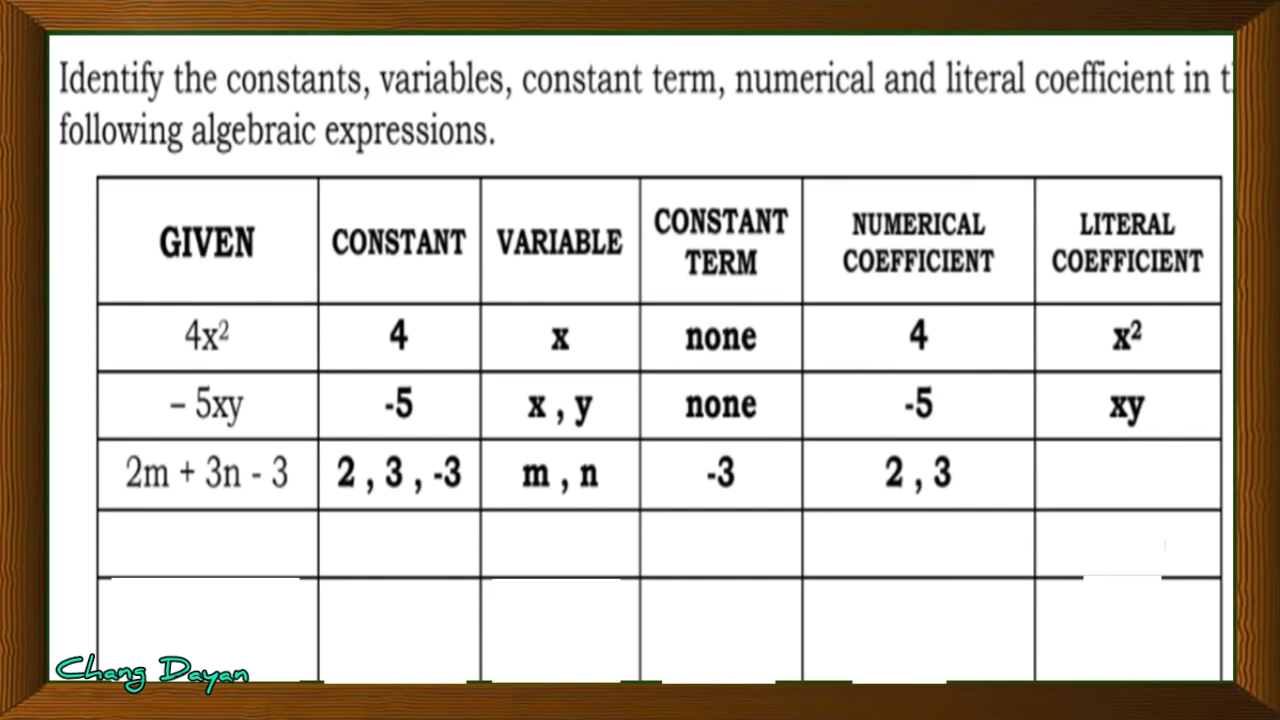 Identify the constants, variables, constant term, numerical and literal coefficient in
following algebraic expressions.
GIVEN CONSTANT VARIABLE CONSTANT TERM NUMERICAL COEFFICIENT LITERAL COEFFICIENT
4x² 4 x none 4 x²
– 5xy -5 x , y none -5 xy
2m + 3n - 3 2 , 3 , -3 m , n -3 2 , 3
Chang Dayan